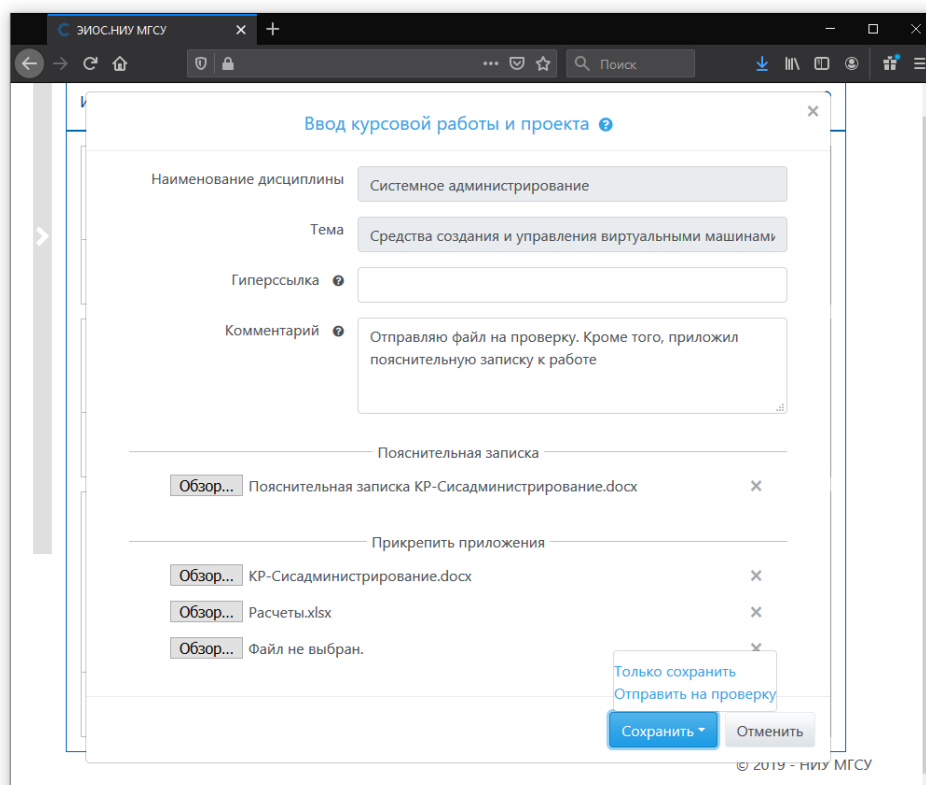 ЭИОС.НИУ МГСУ
Поиск
Ввод курсовой работы и проекта
Наименование дисциплины
Системное администрирование
Тема
Средства создания и управления виртуальными машинами
Гиперссылка
Комментарий
Отправляю файл на проверку. Кроме того, приложил
пояснительную записку к работе
Пояснительная записка
Обзор... Пояснительная записка КР-Сисадминистрирование.docx
Прикрепить приложения
Обзор... КР-Сисадминистрирование.docx
Обзор... Расчеты.xlsx
Обзор... Файл не выбран.
Только сохранить
Отправить на проверку
Сохранить
Отменить
© 2019 - НИУ МГСУ